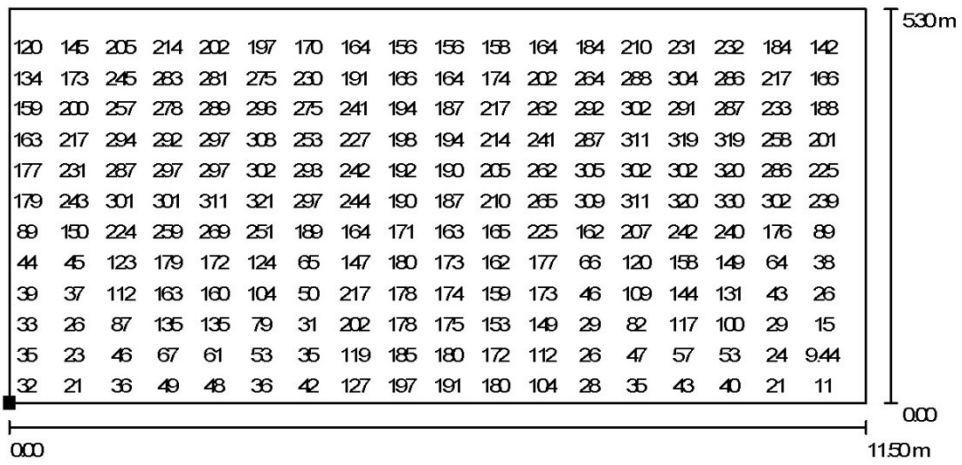 5.30 m
120 145 205 214 202 197 170 164 156 156 158 164 184 210 231 232 184 142
134 173 245 283 281 275 230 191 166 164 174 202 264 288 304 286 217 166
159 200 257 278 289 296 275 241 194 187 217 262 292 302 291 287 233 188
163 217 294 292 297 308 253 227 198 194 214 241 287 311 319 319 258 201
177 231 287 297 297 302 293 242 192 190 205 262 305 302 302 320 286 225
179 243 301 301 311 321 297 244 190 187 210 265 309 311 320 330 302 239
89 150 224 259 269 251 189 164 171 163 165 225 162 207 242 240 176 89
44 45 123 179 172 124 65 147 180 173 162 177 66 120 158 149 64 38
39 37 112 163 160 104 50 217 178 174 159 173 46 109 144 131 43 26
33 26 87 135 135 79 31 202 178 175 153 149 29 82 117 100 29 15
35 23 46 67 61 53 35 119 185 180 172 112 26 47 57 53 24 9.44
32 21 36 49 48 36 42 127 197 191 180 104 28 35 43 40 21 11
0.00
0.00 11.50 m